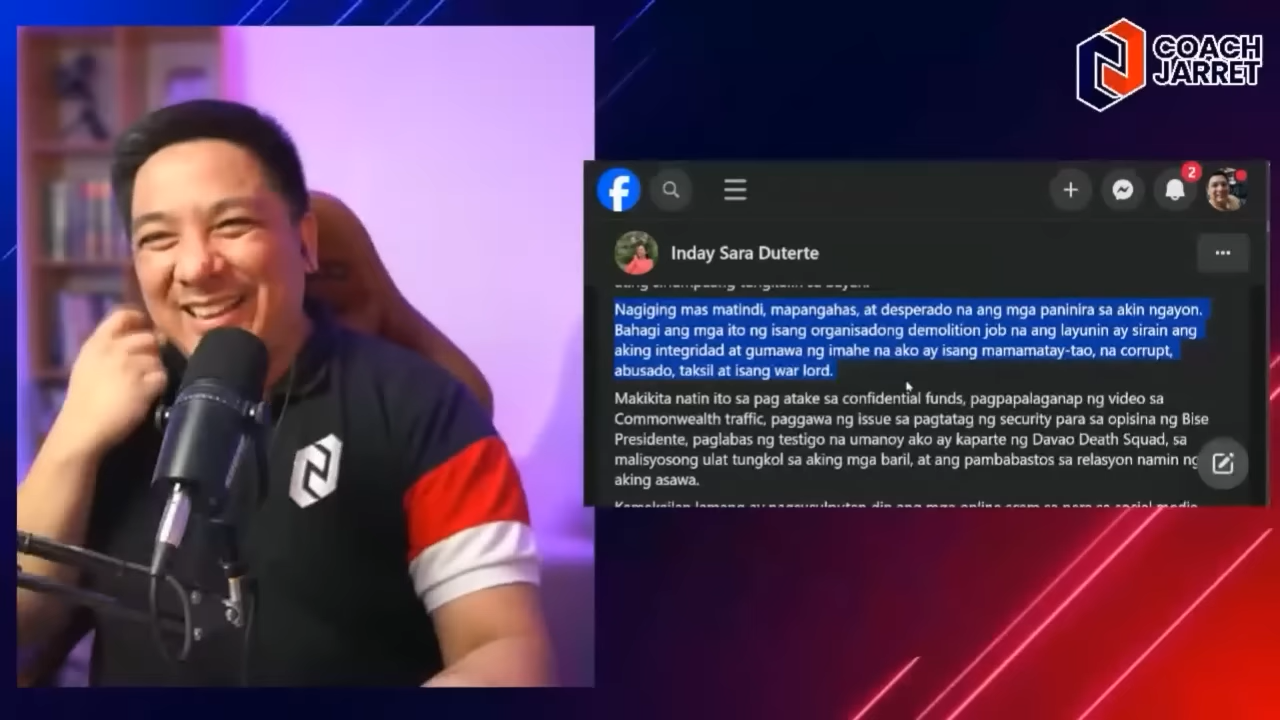 COACH
JARRET
2
Inday Sara Duterte
Nagiging mas matindi, mapangahas, at desperado na ang mga paninira sa akin ngayon.
Bahagi ang mga ito ng isang organisadong demolition job na ang layunin ay sirain ang
aking integridad at gumawa ng imahe na ako ay isang mamamatay-tao, na corrupt,
abusado, taksil at isang war lord.
Makikita natin ito sa pag atake sa confidential funds, pagpapalaganap ng video sa
Commonwealth traffic, paggawa ng issue sa pagtatag ng security para sa opisina ng Bise
Presidente, paglabas ng testigo na umanoy ako ay kaparte ng Davao Death Squad, sa
malisyosong ulat tungkol sa aking mga baril, at ang pambabastos sa relasyon namin ng
aking asawa.